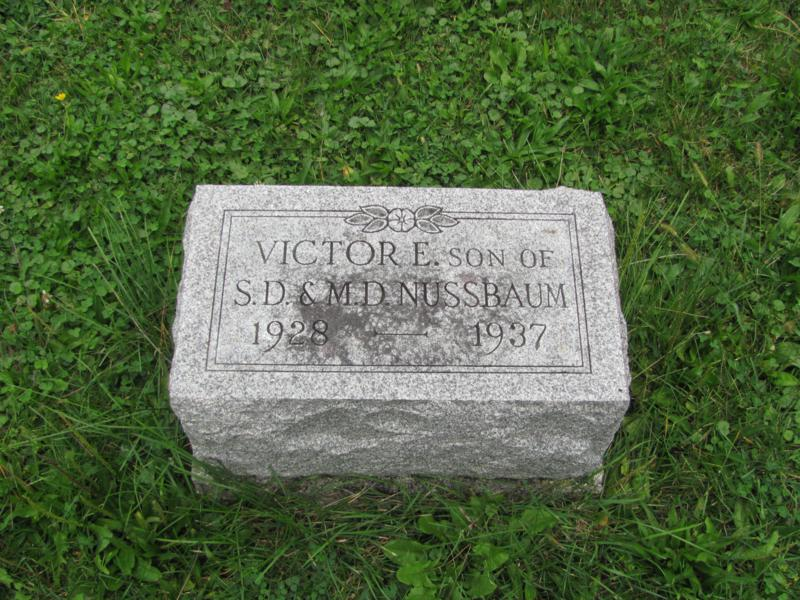 VICTOR E. SON OF
S.D. & M.D. NUSSBAUM
1928 — 1937